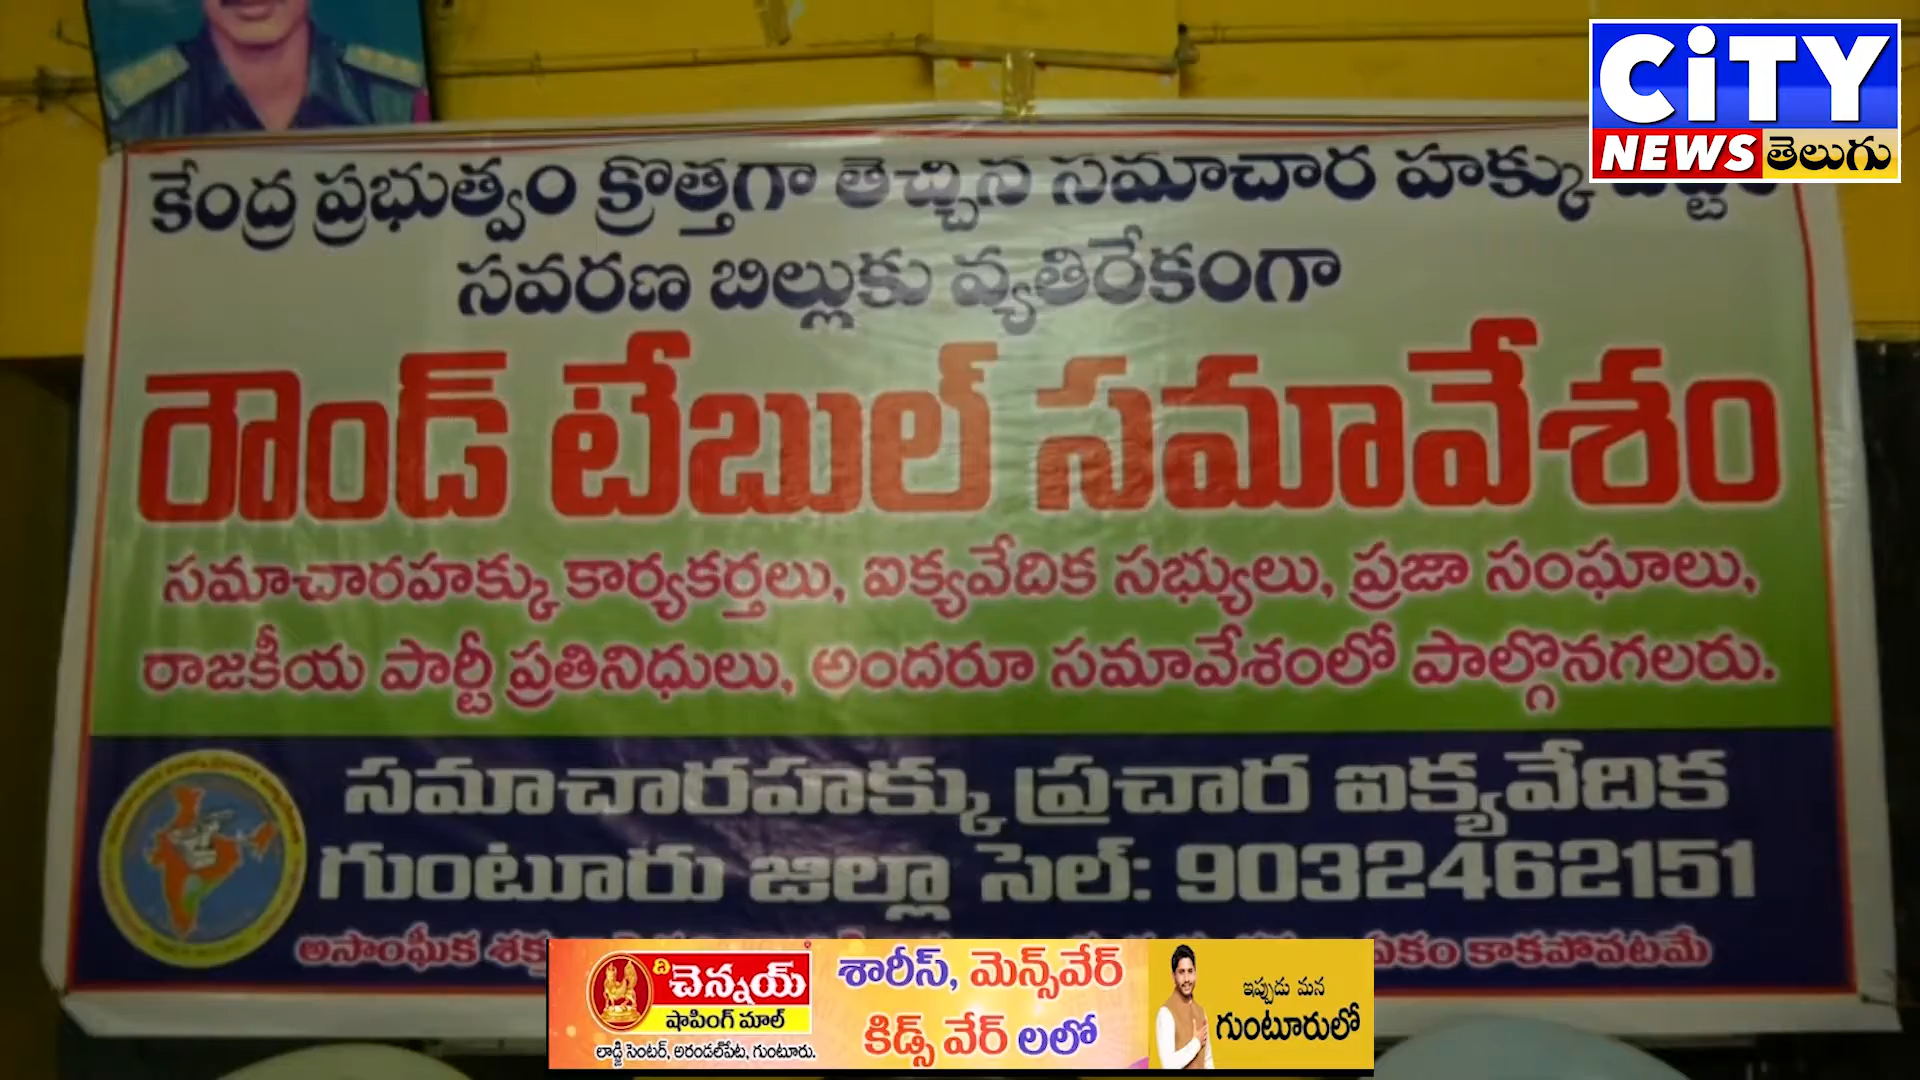 CiTY
NEWS తెలుగు
కేంద్ర ప్రభుత్వం క్రొత్తగా తెచ్చిన సమాచార హక్కు
సవరణ బిల్లుకు వ్యతిరేకంగా
రౌండ్ టేబుల్ సమావేశం
సమాచారహక్కు కార్యకర్తలు, ఐక్యవేదిక సభ్యులు, ప్రజా సంఘాలు,
రాజకీయ పార్టీ ప్రతినిధులు, అందరూ సమావేశంలో పాల్గొనగలరు.
సమాచారహక్కు ప్రచార ఐక్యవేదిక
గుంటూరు జిల్లా సెల్: 9032462151
అసాంఘీక కాకపోవటమే
ది చెన్నయ్
షాపింగ్ మాల్
లాడ్జి సెంటర్, అరండల్‌పేట, గుంటూరు.
శారీస్, మెన్స్‌వేర్
కిడ్స్ వేర్ లలో
ఇప్పుడు మన
గుంటూరులో